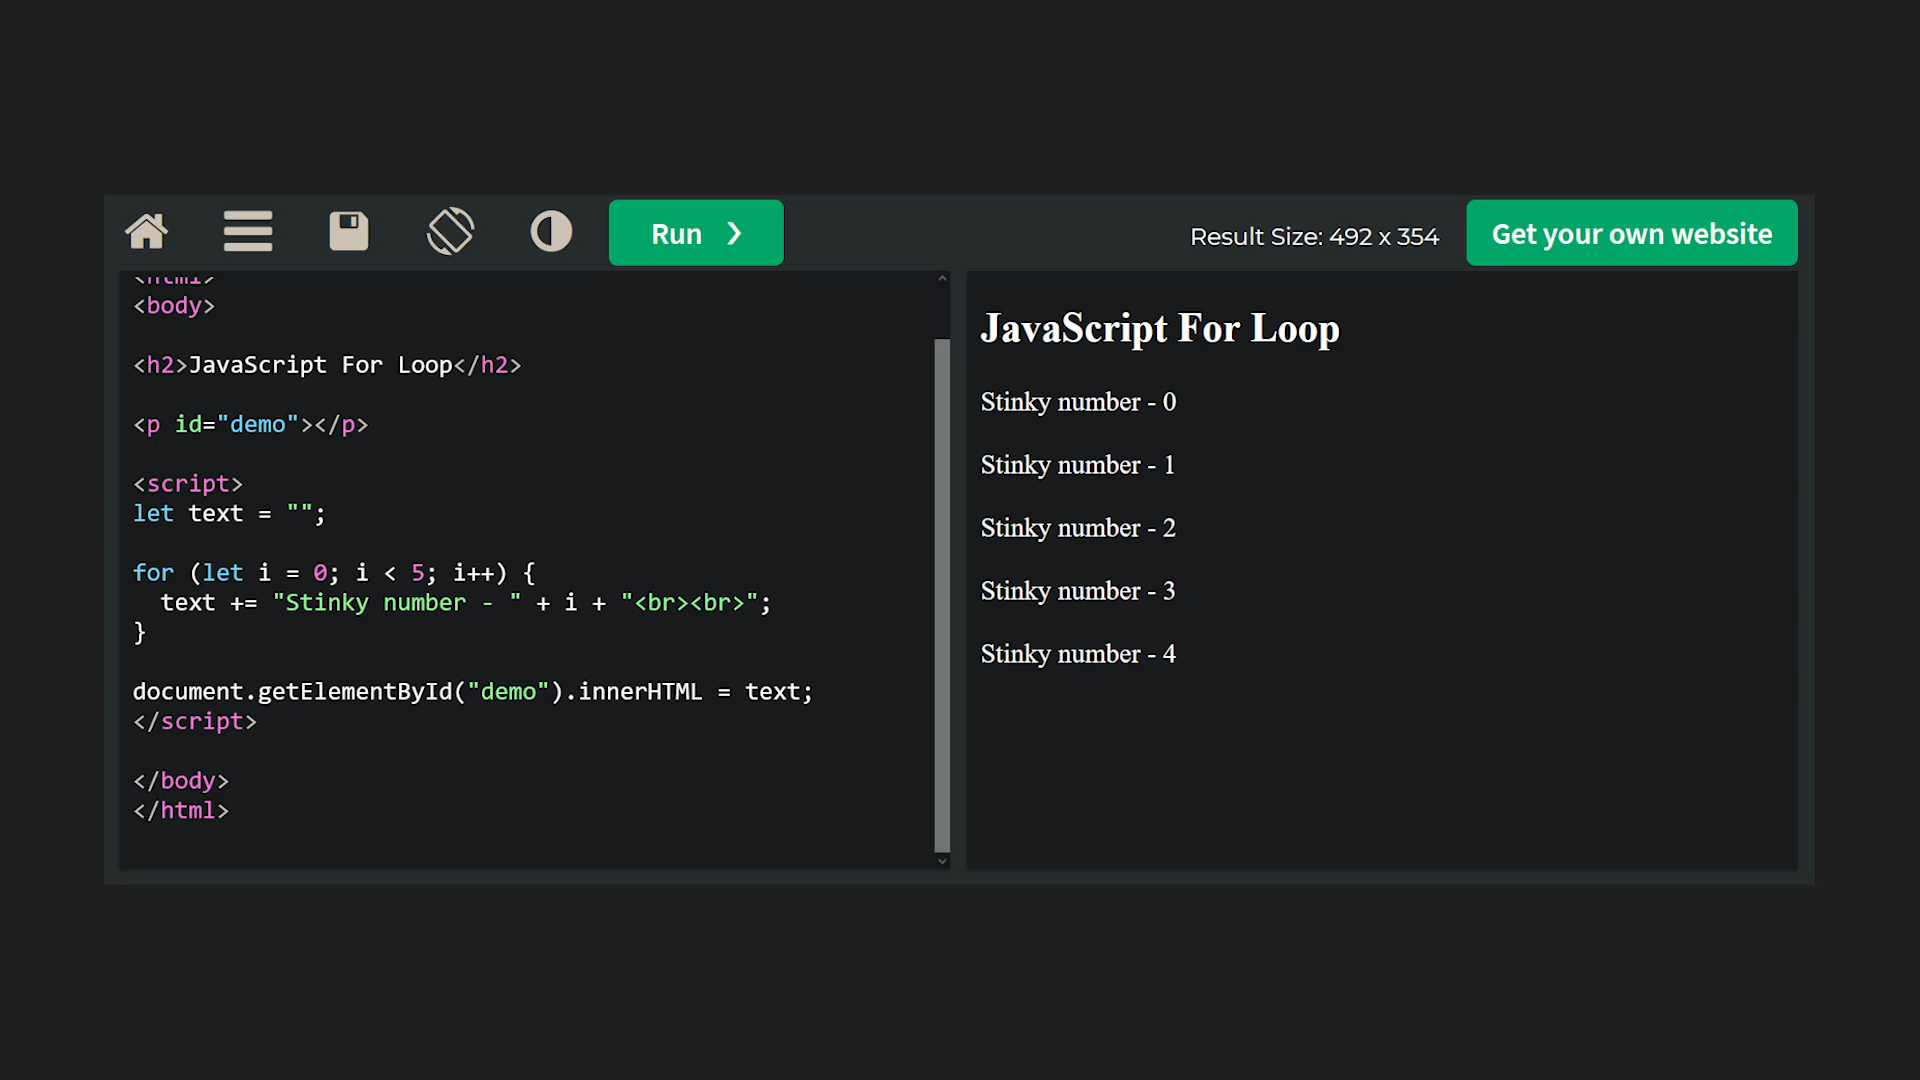 Run ❯
Result Size: 492 x 354
Get your own website
<html>
<body>
<h2>JavaScript For Loop</h2>
<p id="demo"></p>
<script>
let text = "";
for (let i = 0; i < 5; i++) {
  text += "Stinky number - " + i + "<br><br>";
}
document.getElementById("demo").innerHTML = text;
</script>
</body>
</html>
JavaScript For Loop
Stinky number - 0
Stinky number - 1
Stinky number - 2
Stinky number - 3
Stinky number - 4